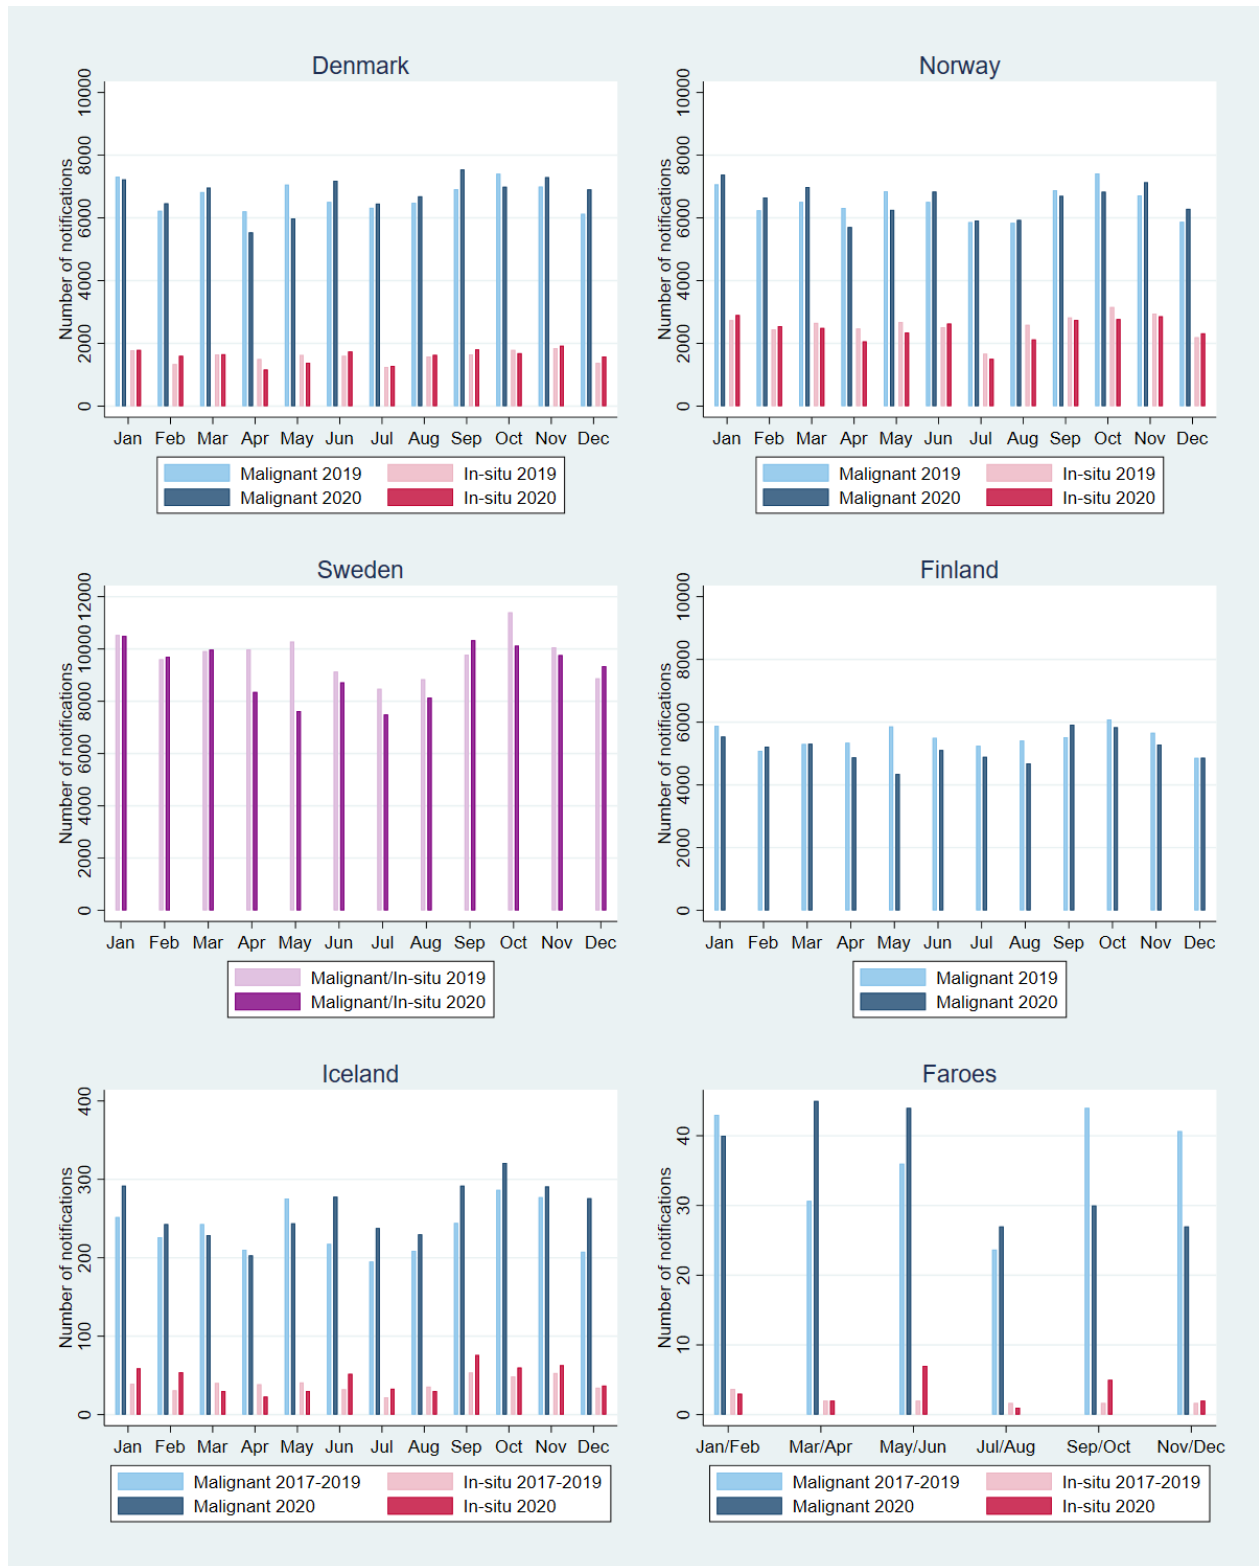 Denmark
Number of notifications
10000
8000
6000
4000
2000
0
Jan Feb Mar Apr May Jun Jul Aug Sep Oct Nov Dec
Malignant 2019 In-situ 2019
Malignant 2020 In-situ 2020
Norway
Number of notifications
10000
8000
6000
4000
2000
0
Jan Feb Mar Apr May Jun Jul Aug Sep Oct Nov Dec
Malignant 2019 In-situ 2019
Malignant 2020 In-situ 2020
Sweden
Number of notifications
12000
10000
8000
6000
4000
2000
0
Jan Feb Mar Apr May Jun Jul Aug Sep Oct Nov Dec
Malignant/In-situ 2019
Malignant/In-situ 2020
Finland
Number of notifications
10000
8000
6000
4000
2000
0
Jan Feb Mar Apr May Jun Jul Aug Sep Oct Nov Dec
Malignant 2019
Malignant 2020
Iceland
Number of notifications
400
300
200
100
0
Jan Feb Mar Apr May Jun Jul Aug Sep Oct Nov Dec
Malignant 2017-2019 In-situ 2017-2019
Malignant 2020 In-situ 2020
Faroes
Number of notifications
40
30
20
10
0
Jan/Feb Mar/Apr May/Jun Jul/Aug Sep/Oct Nov/Dec
Malignant 2017-2019 In-situ 2017-2019
Malignant 2020 In-situ 2020